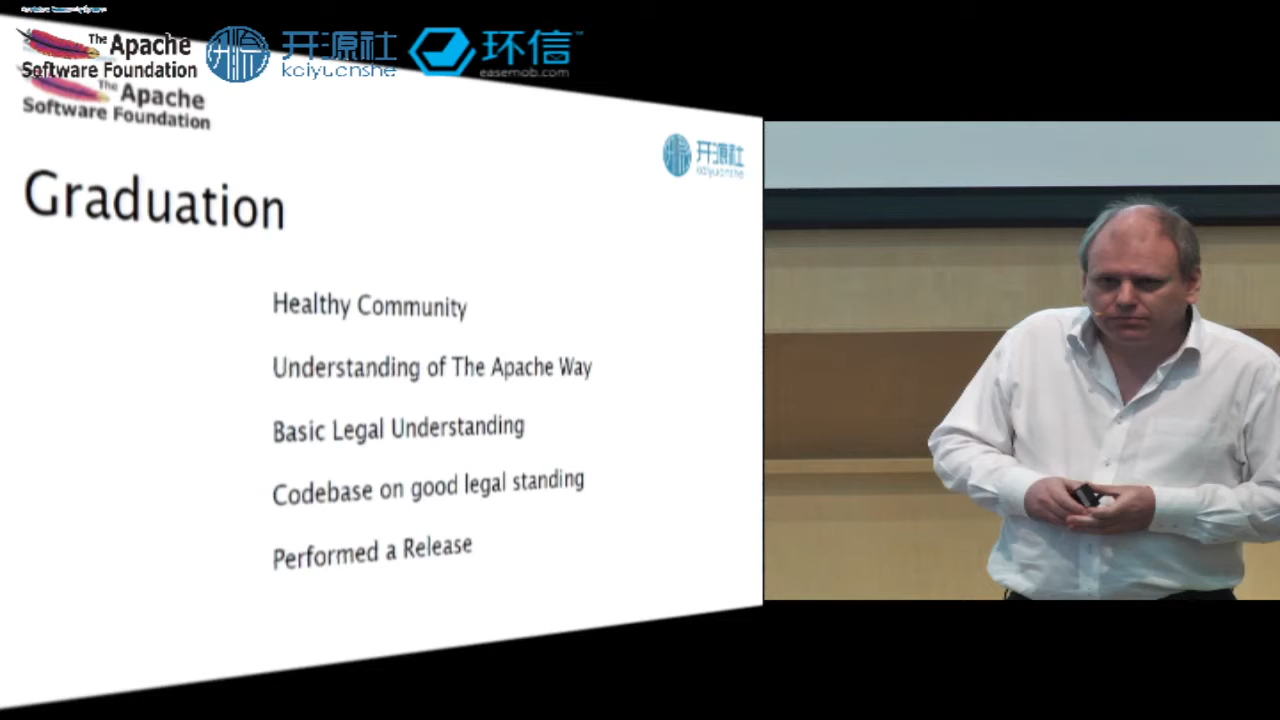 The Apache
Software Foundation
开源社
kaiyuanshe
环信
easemob.com
The Apache
Software Foundation
开源社
kaiyuanshe
Graduation
Healthy Community
Understanding of The Apache Way
Basic Legal Understanding
Codebase on good legal standing
Performed a Release